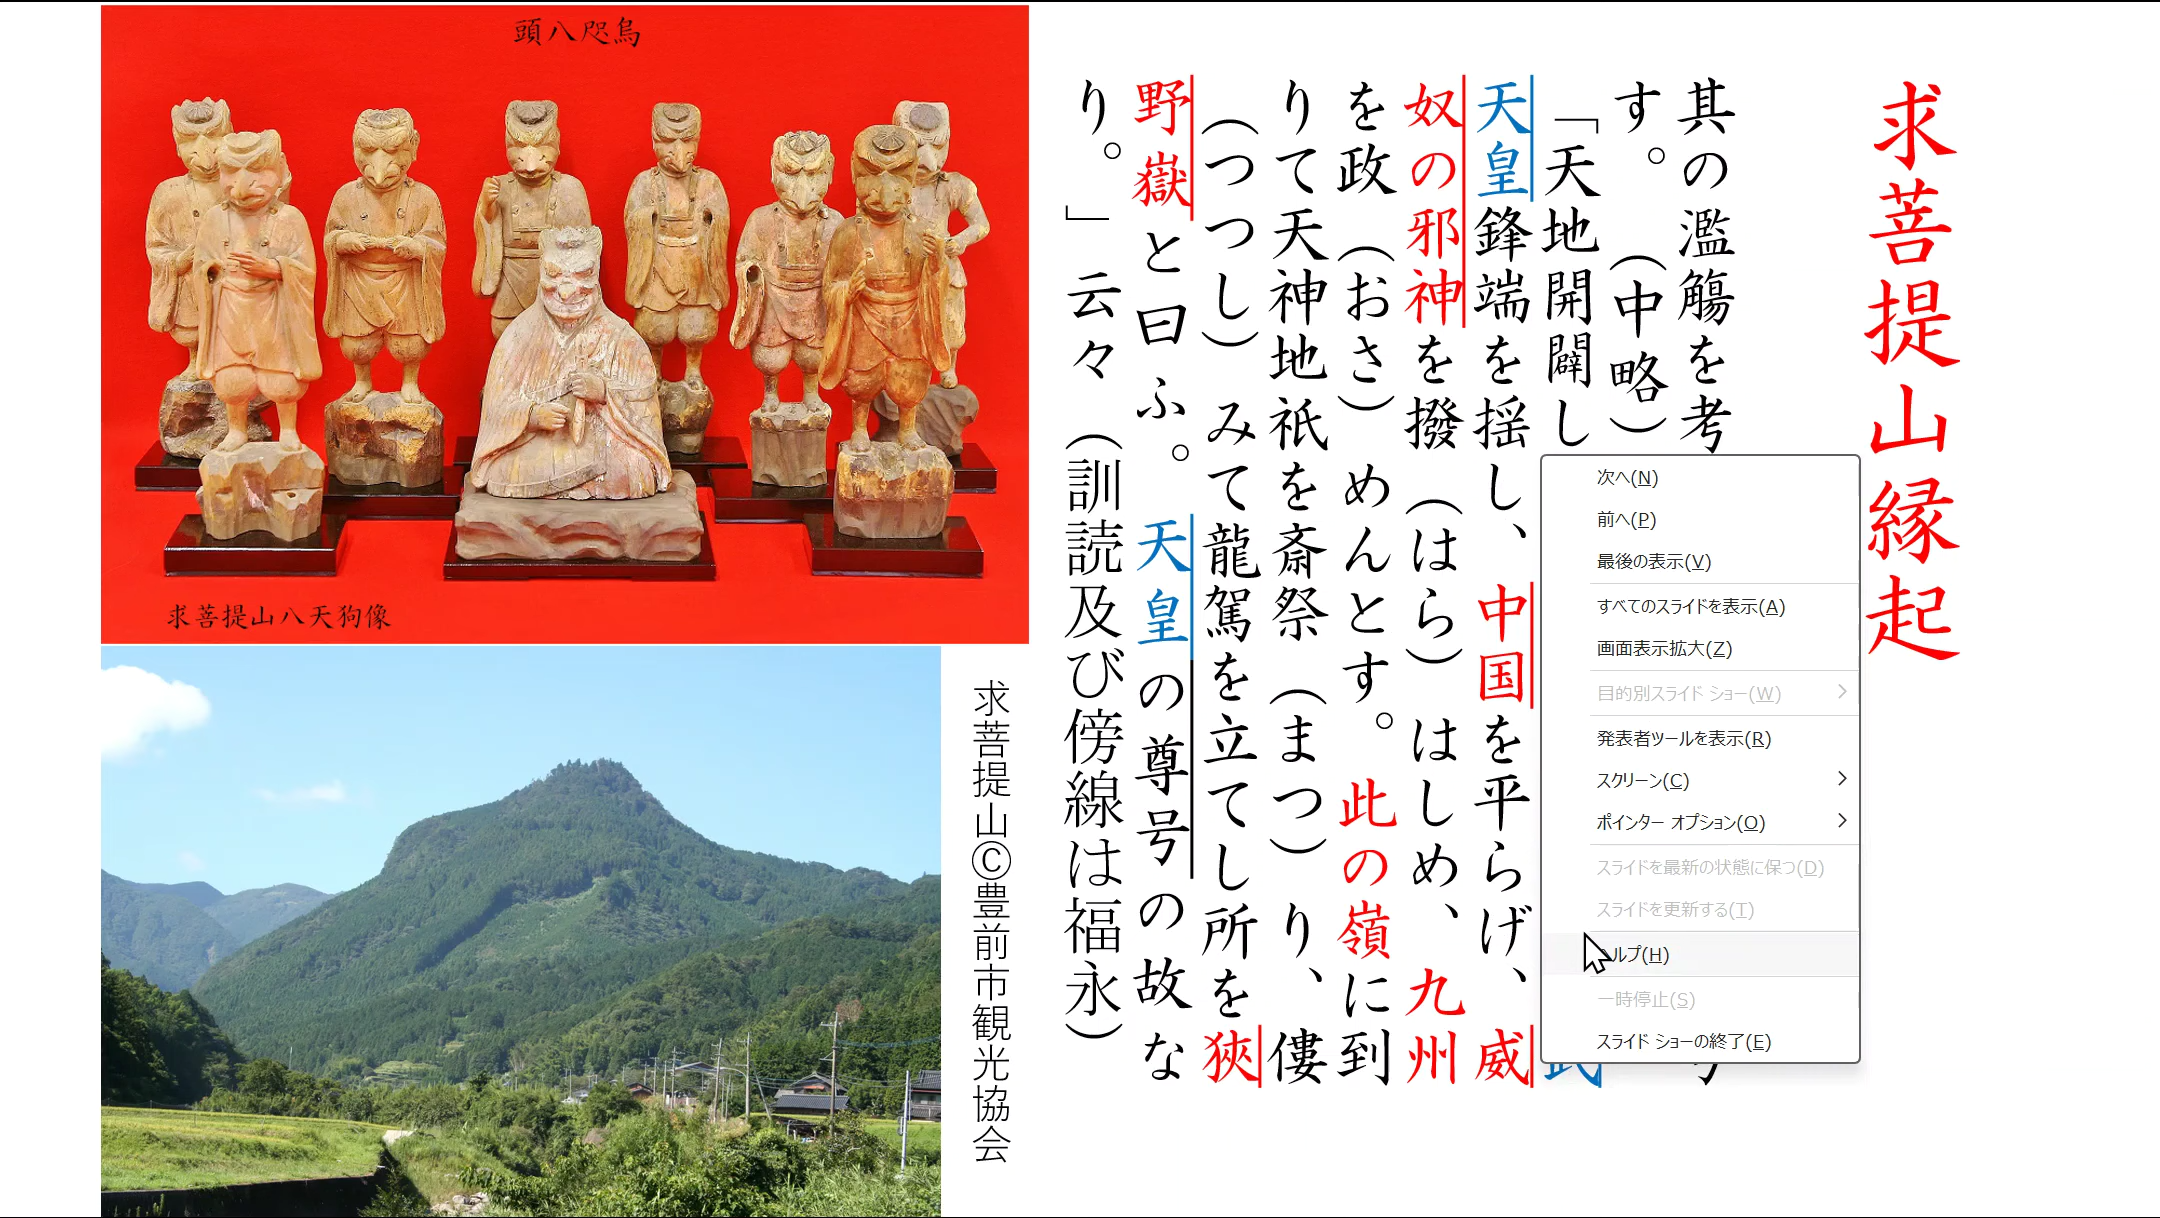 求菩提山縁起
其の濫觴を考
す。（中略）
「天地開闢し
天皇鋒端を揺し、中国を平らげ、威
奴の邪神を撥（はら）はしめ、九州
を政（おさ）めんとす。此の嶺に到
りて天神地祇を斎祭（まつ）り、僂
（つつし）みて龍駕を立てし所を狹
野嶽と曰ふ。天皇の尊号の故な
り。」云々（訓読及び傍線は福永）
頭八咫烏
求菩提山八天狗像
求菩提山©豊前市観光協会
次へ(N)
前へ(P)
最後の表示(V)
すべてのスライドを表示(A)
画面表示拡大(Z)
目的別スライド ショー(W)
発表者ツールを表示(R)
スクリーン(C)
ポインター オプション(O)
スライドを最新の状態に保つ(D)
スライドを更新する(T)
ヘルプ(H)
一時停止(S)
スライド ショーの終了(E)